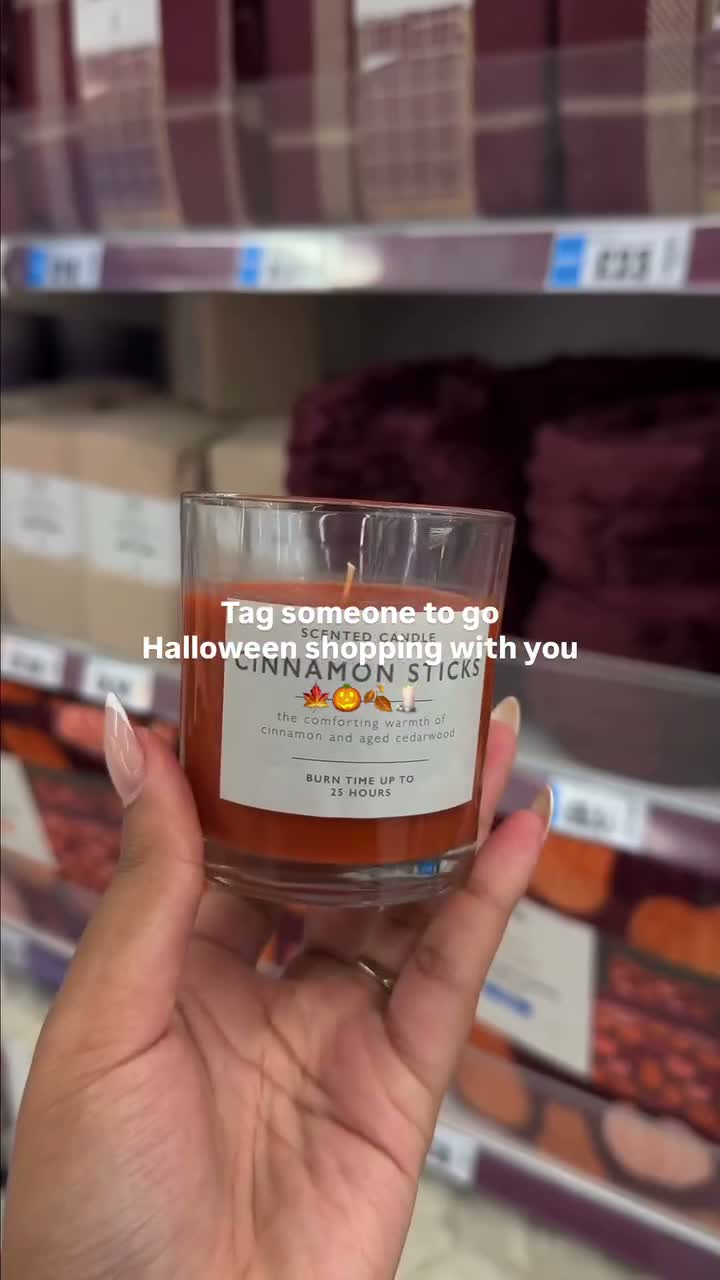 Tag someone to go
SCENTED CANDLE
Halloween shopping with you
CINNAMON STICKS
🍁🎃🍂🕯️
the comforting warmth of
cinnamon and aged cedarwood
BURN TIME UP TO
25 HOURS